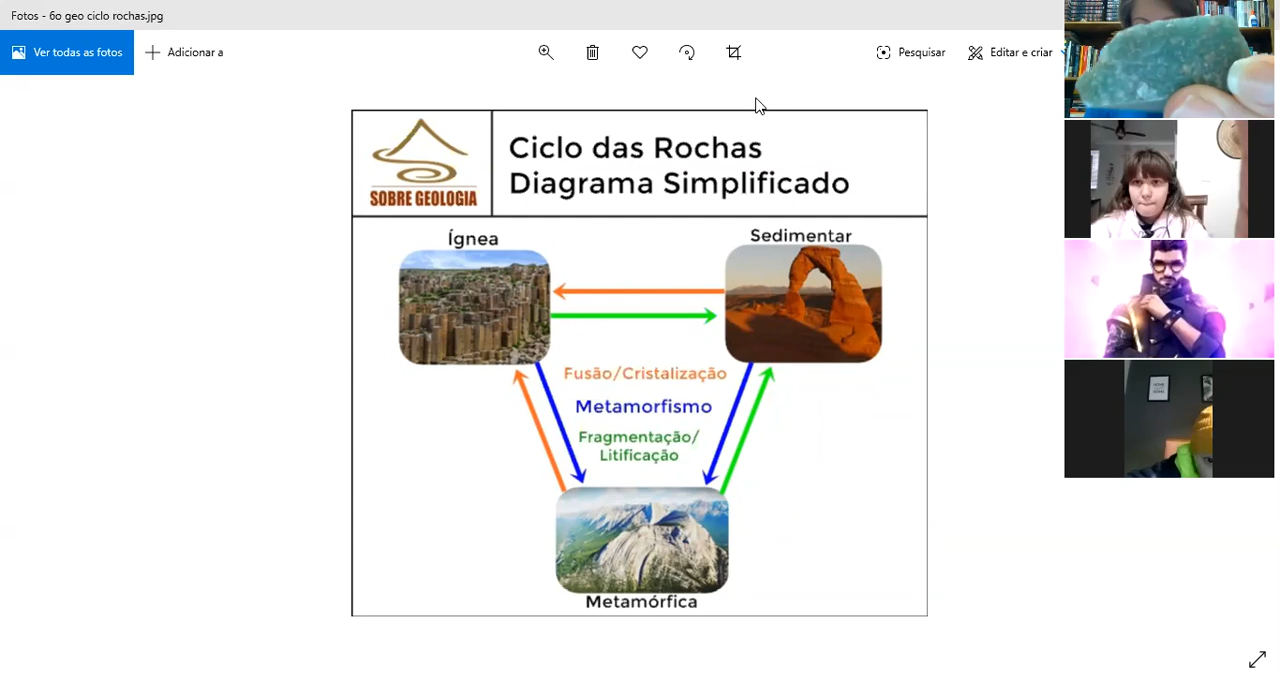 Fotos - 6o geo ciclo rochas.jpg
Ver todas as fotos
Adicionar a
Pesquisar
Editar e criar
SOBRE GEOLOGIA
Ciclo das Rochas
Diagrama Simplificado
Ígnea
Sedimentar
Fusão/Cristalização
Metamorfismo
Fragmentação/
Litificação
Metamórfica